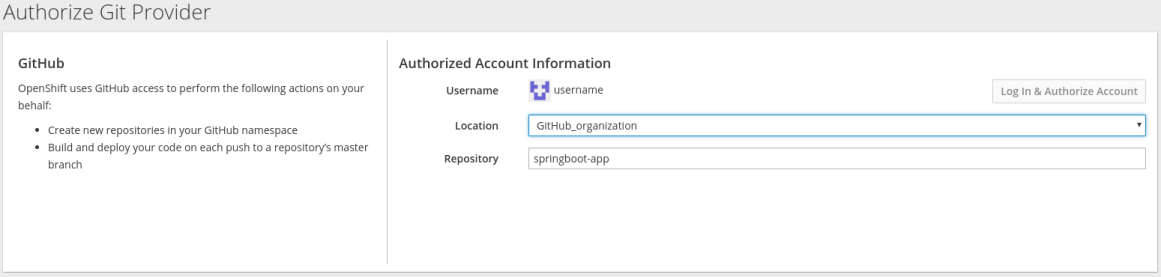 Authorize Git Provider
GitHub
OpenShift uses GitHub access to perform the following actions on your
behalf:
• Create new repositories in your GitHub namespace
• Build and deploy your code on each push to a repository's master
branch
Authorized Account Information
Username username Log In & Authorize Account
Location GitHub_organization
Repository springboot-app